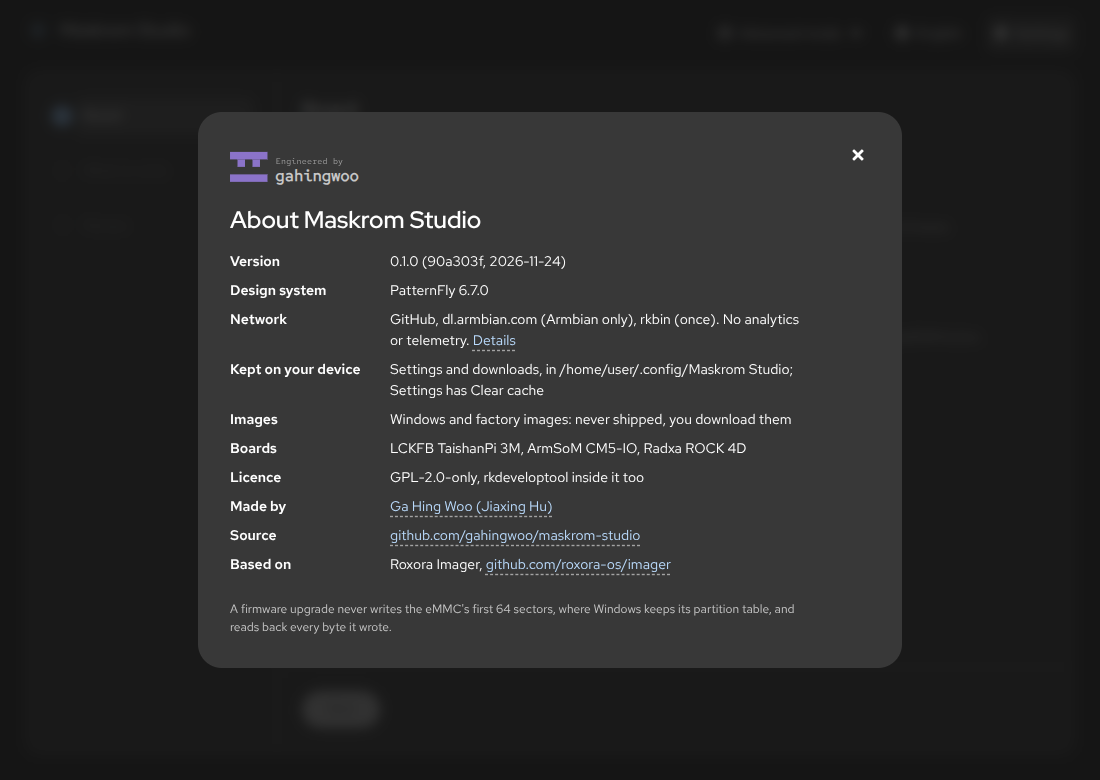 Engineered by
gahingwoo
About Maskrom Studio
Version 0.1.0 (90a303f, 2026-11-24)
Design system PatternFly 6.7.0
Network GitHub, dl.armbian.com (Armbian only), rkbin (once). No analytics
or telemetry. Details
Kept on your device Settings and downloads, in /home/user/.config/Maskrom Studio;
Settings has Clear cache
Images Windows and factory images: never shipped, you download them
Boards LCKFB TaishanPi 3M, ArmSoM CM5-IO, Radxa ROCK 4D
Licence GPL-2.0-only, rkdeveloptool inside it too
Made by Ga Hing Woo (Jiaxing Hu)
Source github.com/gahingwoo/maskrom-studio
Based on Roxora Imager, github.com/roxora-os/imager
A firmware upgrade never writes the eMMC's first 64 sectors, where Windows keeps its partition table, and
reads back every byte it wrote.